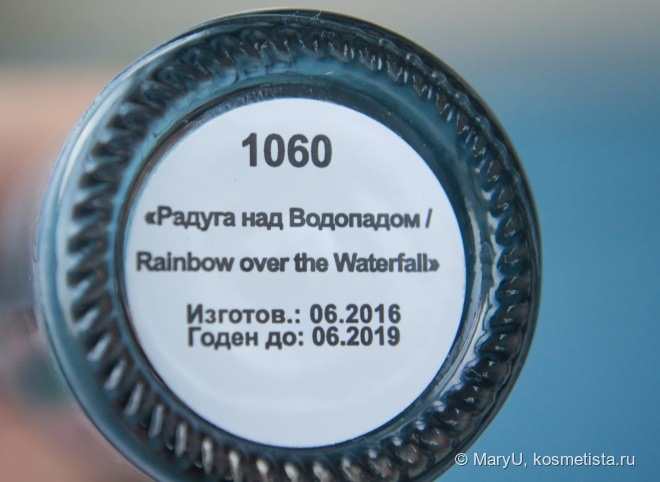 1060
«Радуга над Водопадом /
Rainbow over the Waterfall»
Изготов.: 06.2016
Годен до: 06.2019
© MaryU, kosmetista.ru